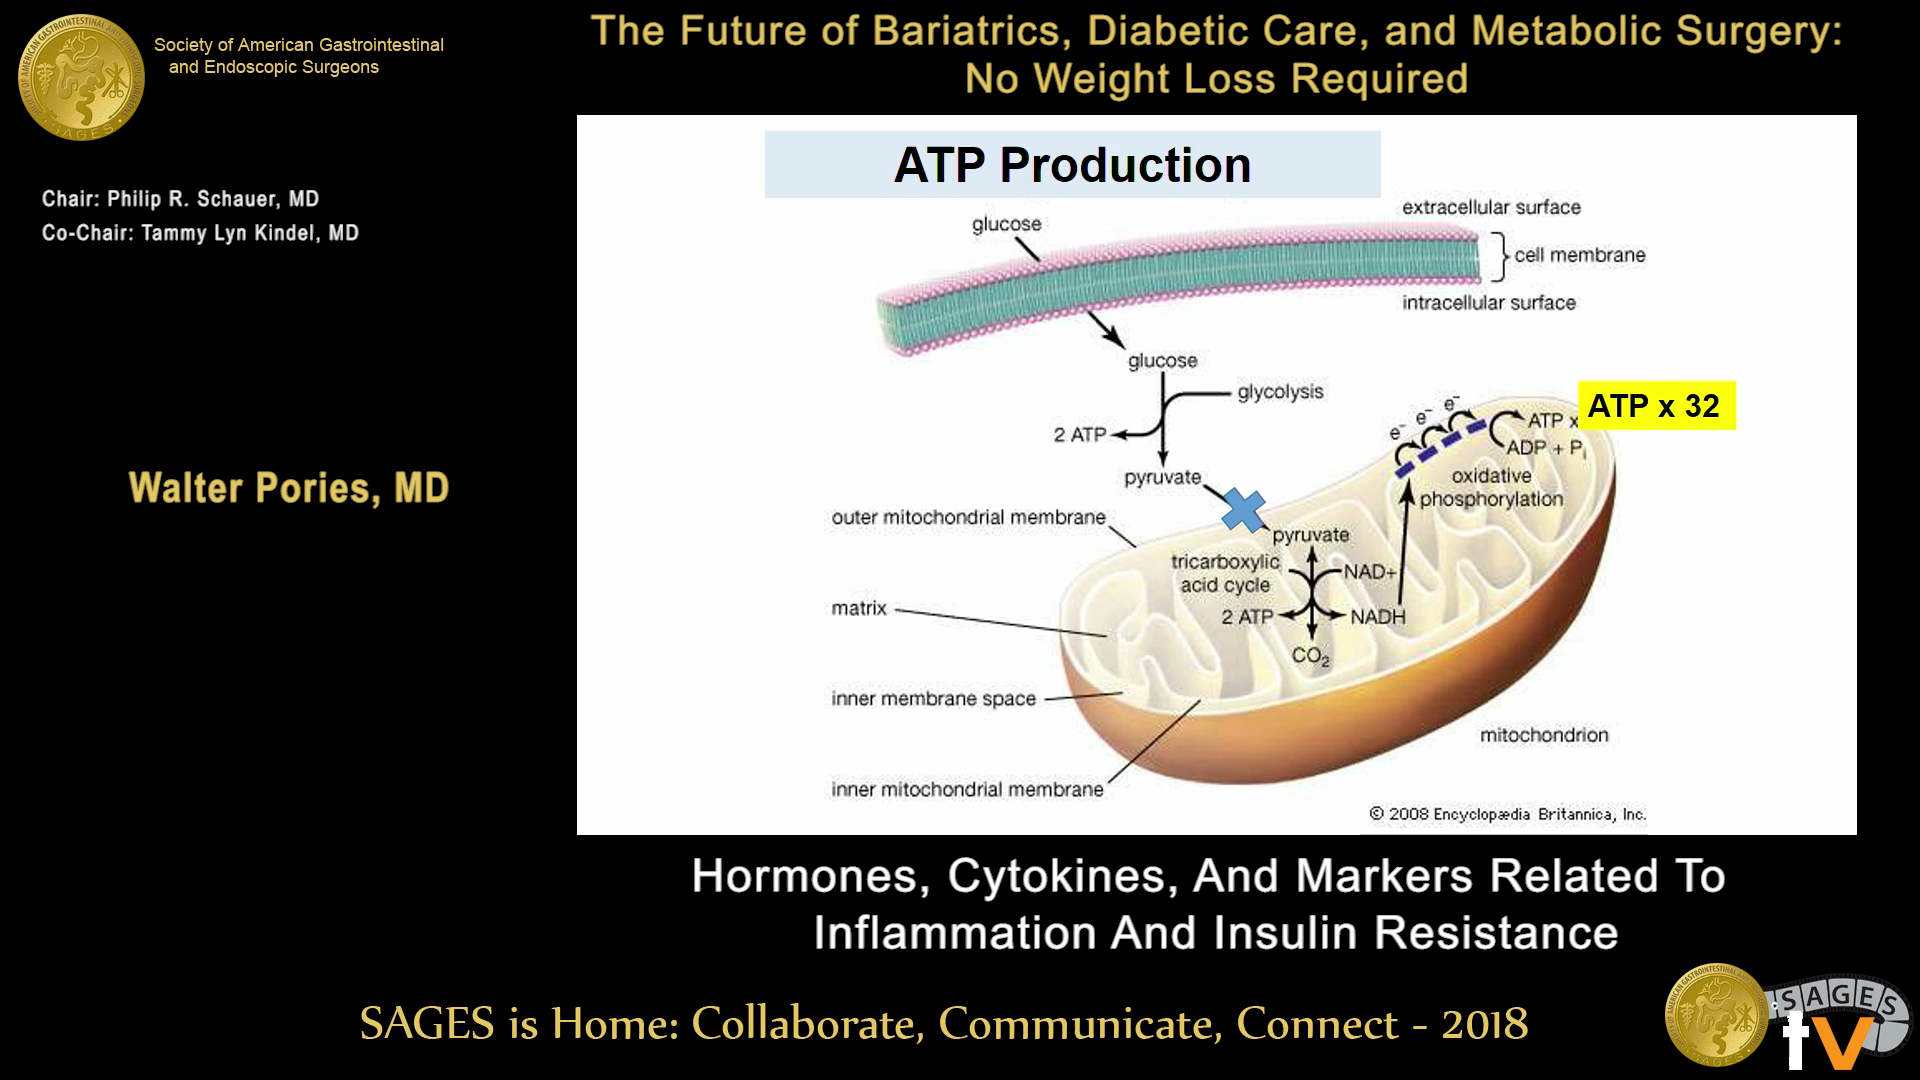 Society of American Gastrointestinal
and Endoscopic Surgeons
The Future of Bariatrics, Diabetic Care, and Metabolic Surgery:
No Weight Loss Required
Chair: Philip R. Schauer, MD
Co-Chair: Tammy Lyn Kindel, MD
Walter Pories, MD
ATP Production
extracellular surface
glucose
cell membrane
intracellular surface
glucose
glycolysis
2 ATP
ATP x 32
e- e- e-
ATP x
ADP + Pi
pyruvate
oxidative
phosphorylation
outer mitochondrial membrane
pyruvate
tricarboxylic
acid cycle
NAD+
matrix
2 ATP
NADH
CO2
inner membrane space
mitochondrion
inner mitochondrial membrane
© 2008 Encyclopædia Britannica, Inc.
Hormones, Cytokines, And Markers Related To
Inflammation And Insulin Resistance
SAGES is Home: Collaborate, Communicate, Connect - 2018
SAGES
tv
SAGES